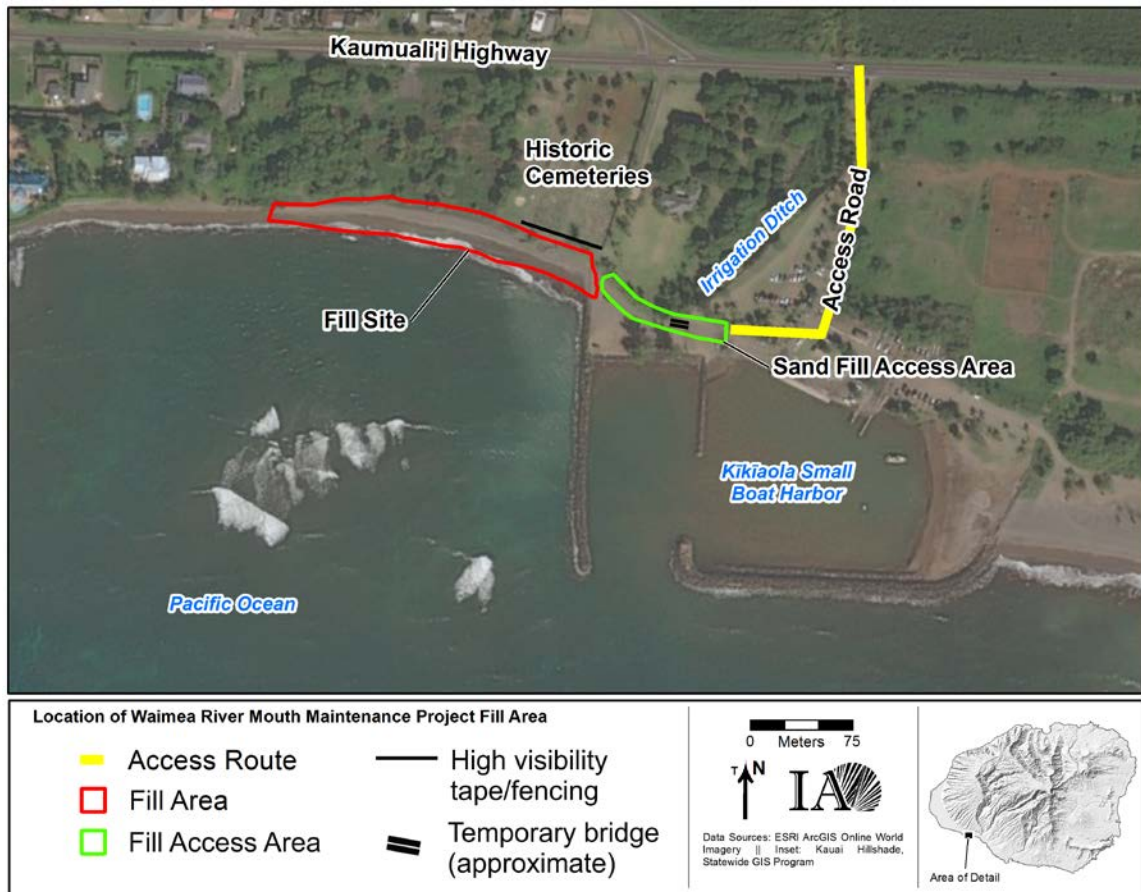 Kaumuali'i Highway
Historic
Cemeteries
Irrigation Ditch
Access Road
Fill Site
Sand Fill Access Area
Kīkīaola Small
Boat Harbor
Pacific Ocean
Location of Waimea River Mouth Maintenance Project Fill Area
Access Route
Fill Area
Fill Access Area
High visibility
tape/fencing
Temporary bridge
(approximate)
0 Meters 75
T N
IA
Data Sources: ESRI ArcGIS Online World
Imagery || Inset: Kauai Hillshade,
Statewide GIS Program
Area of Detail